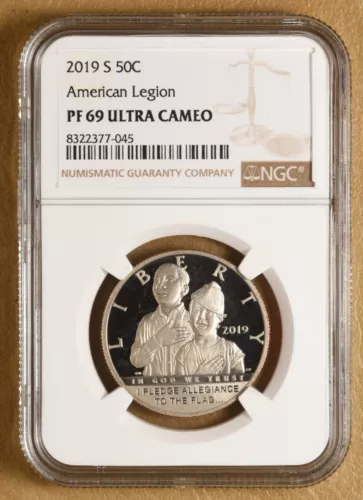 2019 S 50C
American Legion
PF 69 ULTRA CAMEO
8322377-045
NUMISMATIC GUARANTY COMPANY
NGC®
LIBERTY
2019
IN GOD WE TRUST
I PLEDGE ALLEGIANCE
TO THE FLAG...